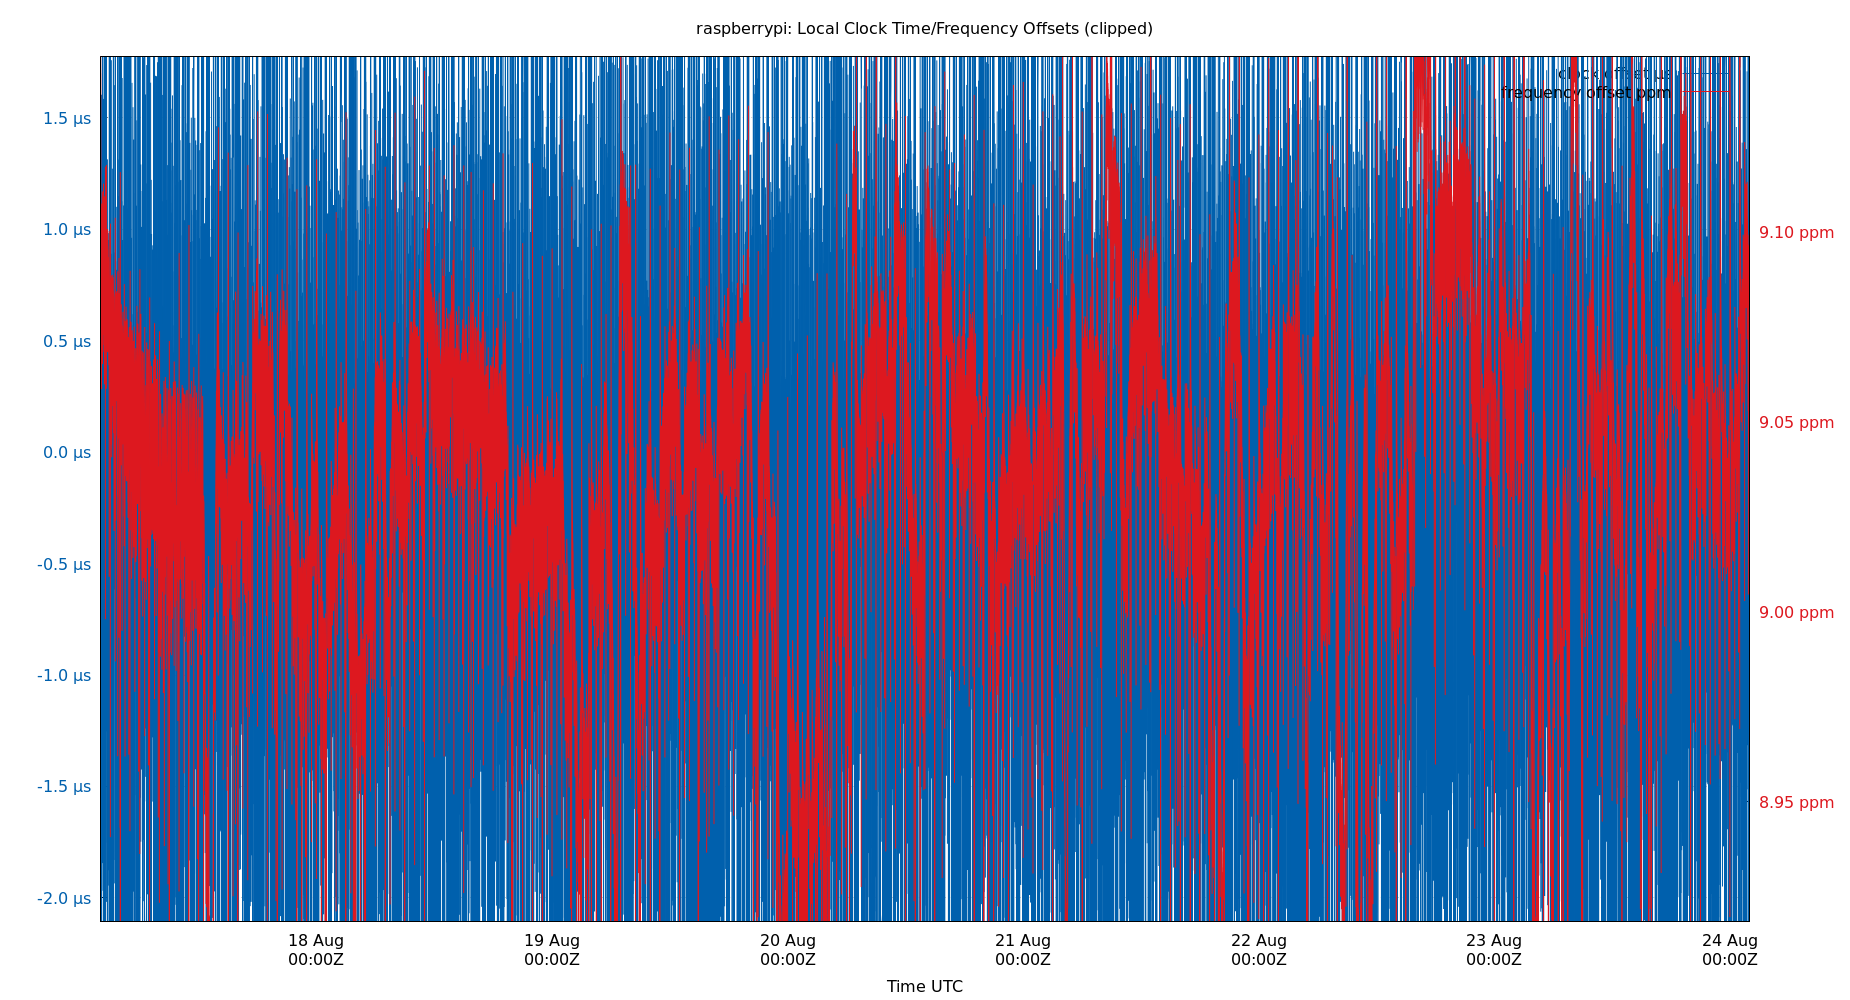 raspberrypi: Local Clock Time/Frequency Offsets (clipped)
clock offset µs
frequency offset ppm
1.5 µs
1.0 µs
0.5 µs
0.0 µs
-0.5 µs
-1.0 µs
-1.5 µs
-2.0 µs
9.10 ppm
9.05 ppm
9.00 ppm
8.95 ppm
18 Aug
00:00Z
19 Aug
00:00Z
20 Aug
00:00Z
21 Aug
00:00Z
22 Aug
00:00Z
23 Aug
00:00Z
24 Aug
00:00Z
Time UTC